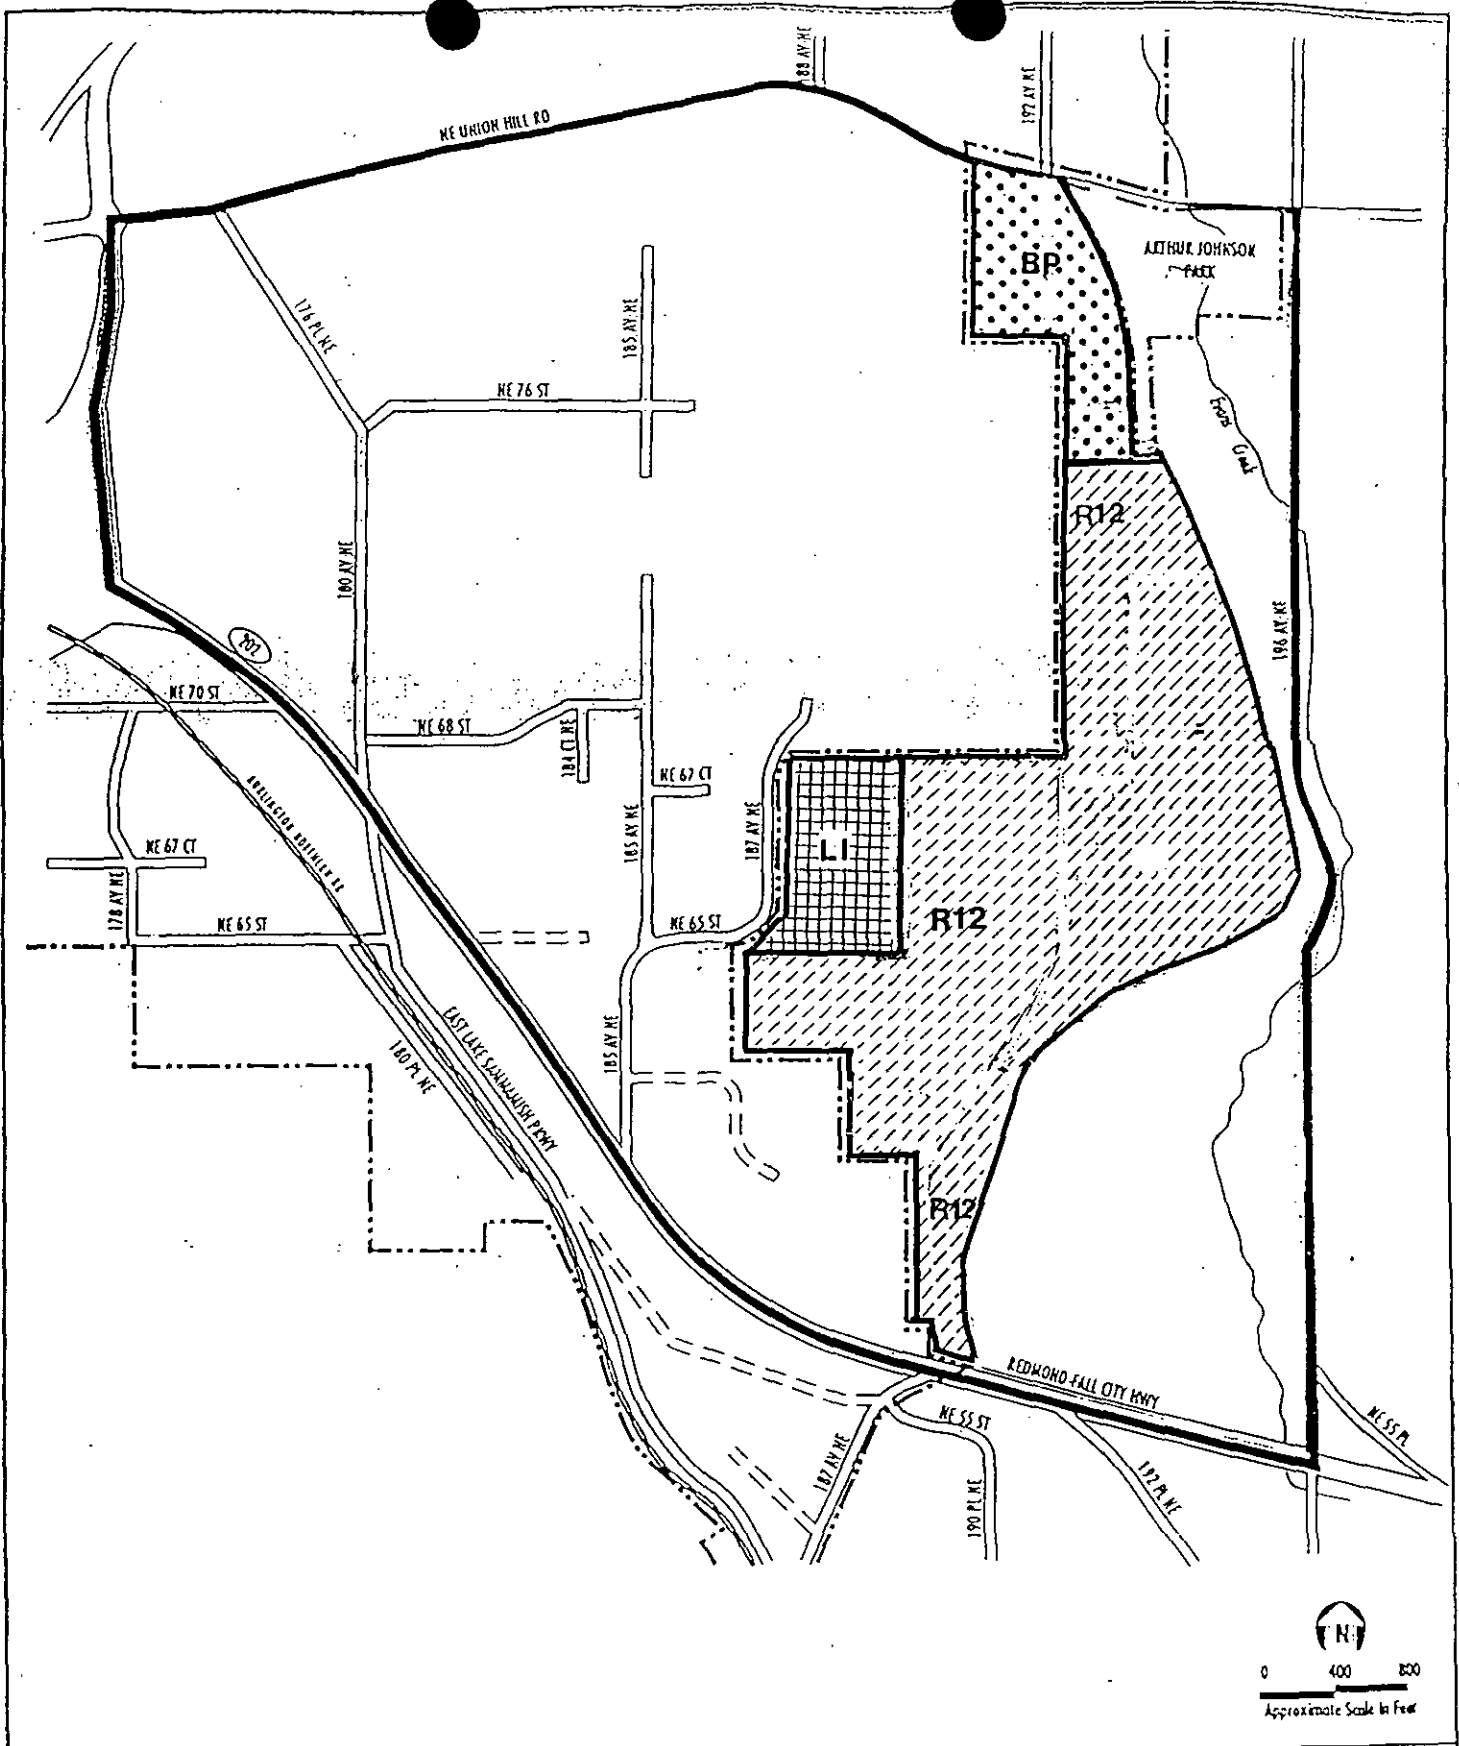 188 AV NE
192 AV NE
NE UNION HILL RD
ARTHUR JOHNSON
PARK
BP
176 PL NE
185 AV NE
NE 76 ST
Evans
Creek
R12
180 AV NE
196 AV NE
202
NE 70 ST
NE 68 ST
184 CT NE
NE 67 CT
BURLINGTON NORTHERN RR
185 AV NE
187 AV NE
LI
NE 67 CT
178 AV NE
NE 65 ST
NE 65 ST
R12
EAST LAKE SAMMAMISH PKWY
180 PL NE
185 AV NE
R12
REDMOND-FALL CITY HWY
NE 55 ST
NE 55 PL
187 AV NE
190 PL NE
192 PL NE
N
0 400 800
Approximate Scale In Feet